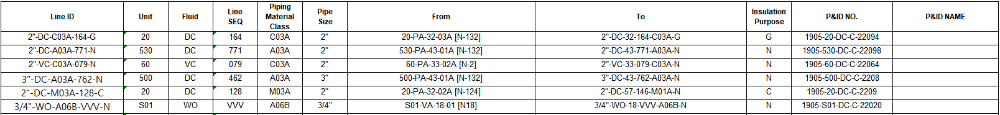 Line ID Unit Fluid Line SEQ Piping Material Class Pipe Size From To Insulation Purpose P&ID NO. P&ID NAME
2"-DC-C03A-164-G 20 DC 164 C03A 2" 20-PA-32-03A [N-132] 2"-DC-32-164-C03A-G G 1905-20-DC-C-22094
2"-DC-A03A-771-N 530 DC 771 A03A 2" 530-PA-43-01A [N-132] 2"-DC-43-771-A03A-N N 1905-530-DC-C-22098
2"-VC-C03A-079-N 60 VC 079 C03A 2" 60-PA-33-02A [N-2] 2"-VC-33-079-C03A-N N 1905-60-DC-C-22064
3"-DC-A03A-762-N 500 DC 462 A03A 3" 500-PA-43-01A [N-132] 3"-DC-43-762-A03A-N N 1905-500-DC-C-2208
2"-DC-M03A-128-C 20 DC 128 M03A 2" 20-PA-32-02A [N-124] 2"-DC-57-146-M01A-N C 1905-20-DC-C-2209
3/4"-WO-A06B-VVV-N S01 WO VVV A06B 3/4" S01-VA-18-01 [N18] 3/4"-WO-18-VVV-A06B-N N 1905-S01-DC-C-22020